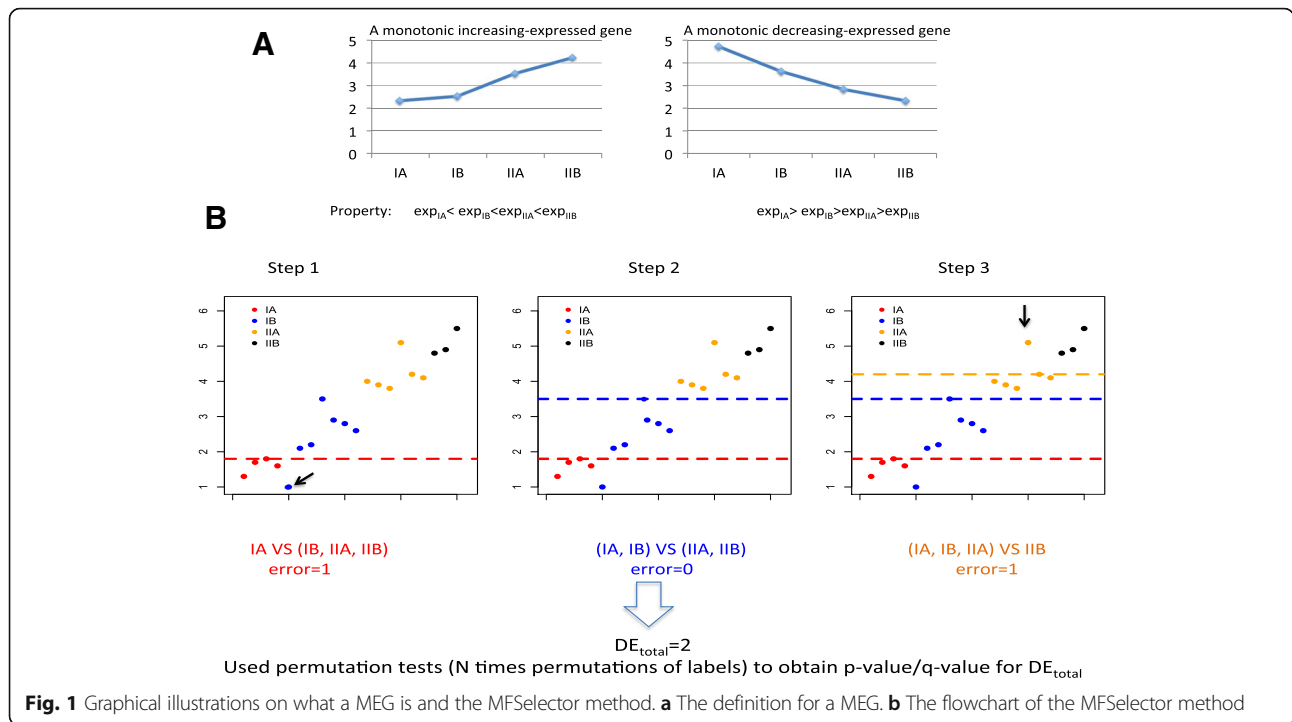 A
A monotonic increasing-expressed gene
A monotonic decreasing-expressed gene
5
4
3
2
1
0
IA IB IIA IIB
5
4
3
2
1
0
IA IB IIA IIB
Property: exp_IA< exp_IB<exp_IIA<exp_IIB
exp_IA> exp_IB>exp_IIA>exp_IIB
B
Step 1
Step 2
Step 3
6
5
4
3
2
1
IA
IB
IIA
IIB
6
5
4
3
2
1
IA
IB
IIA
IIB
6
5
4
3
2
1
IA
IB
IIA
IIB
IA VS (IB, IIA, IIB)
error=1
(IA, IB) VS (IIA, IIB)
error=0
(IA, IB, IIA) VS IIB
error=1
DE_total=2
Used permutation tests (N times permutations of labels) to obtain p-value/q-value for DE_total
Fig. 1 Graphical illustrations on what a MEG is and the MFSelector method. a The definition for a MEG. b The flowchart of the MFSelector method